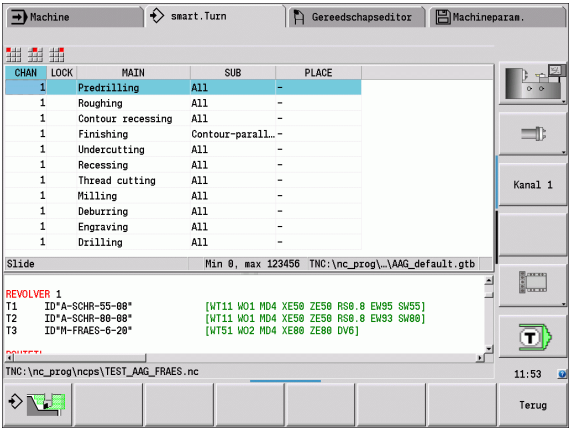 Machine smart.Turn Gereedschapseditor Machineparam.
CHAN LOCK MAIN SUB PLACE
1 Predrilling All -
1 Roughing All -
1 Contour recessing All -
1 Finishing Contour-parall… -
1 Undercutting All -
1 Recessing All -
1 Thread cutting All -
1 Milling All -
1 Deburring All -
1 Engraving All -
1 Drilling All -
Slide Min 0, max 123456 TNC:\nc_prog\…\AAG_default.gtb
REVOLVER 1
T1 ID"A-SCHR-55-08" [WT11 WO1 MD4 XE50 ZE50 RS0.8 EW95 SW55]
T2 ID"A-SCHR-80-08" [WT11 WO1 MD4 XE50 ZE50 RS0.8 EW93 SW80]
T3 ID"M-FRAES-6-20" [WT51 WO2 MD4 XE80 ZE80 DV6]
TNC:\nc_prog\ncps\TEST_AAG_FRAES.nc
Kanal 1
T
11:53
Terug